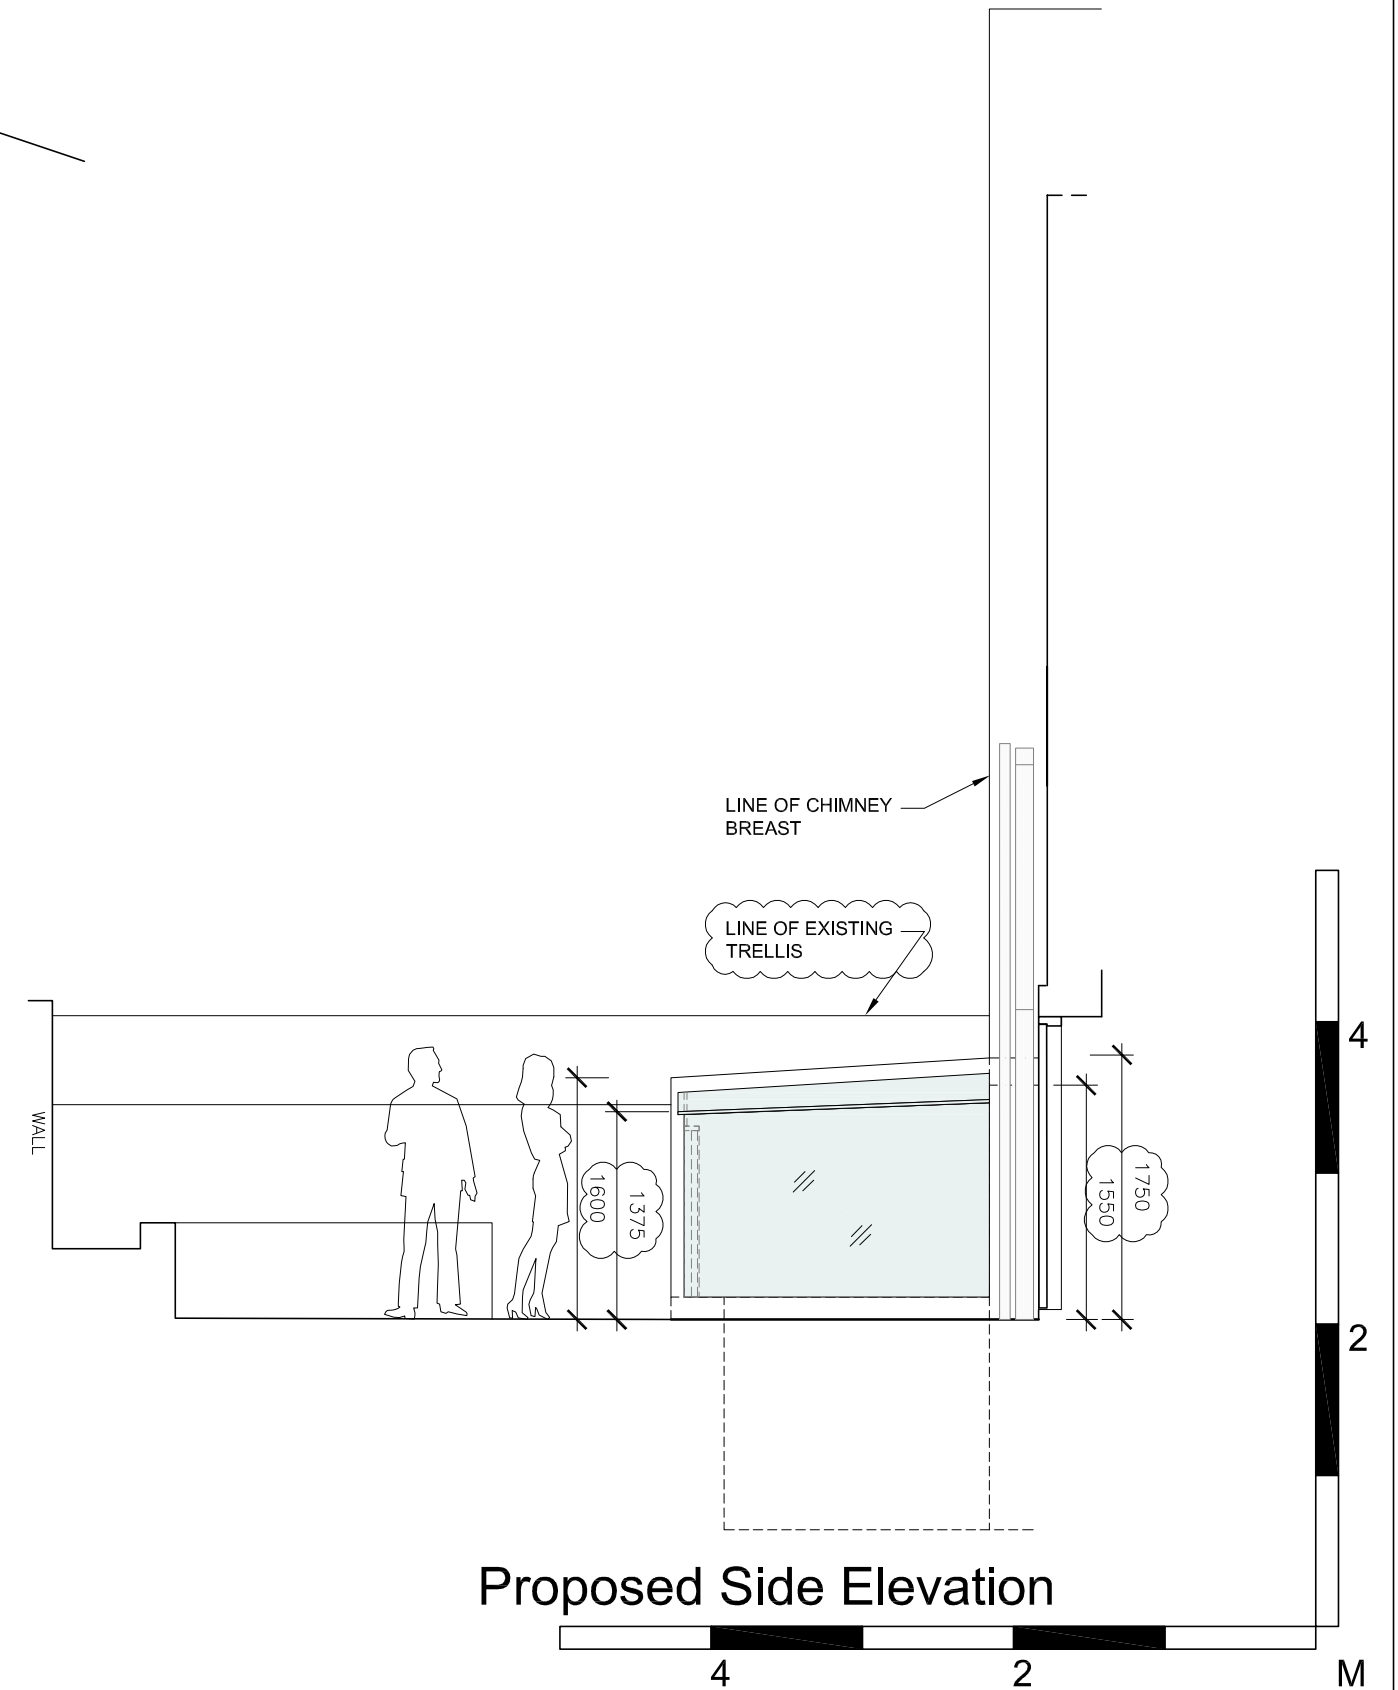 LINE OF CHIMNEY
BREAST
LINE OF EXISTING
TRELLIS
WALL
1600
1375
1550
1750
4
2
Proposed Side Elevation
4
2
M